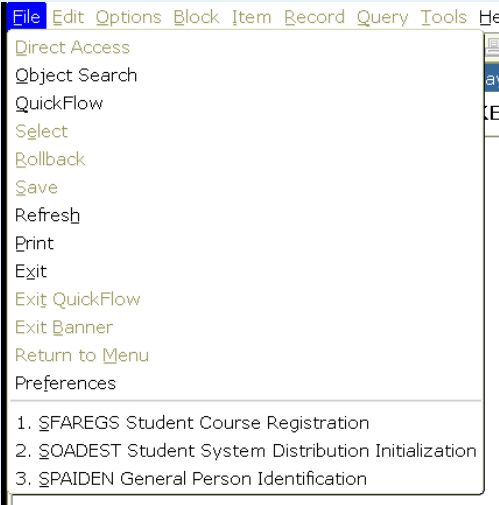 File Edit Options Block Item Record Query Tools
Direct Access
Object Search
QuickFlow
Select
Rollback
Save
Refresh
Print
Exit
Exit QuickFlow
Exit Banner
Return to Menu
Preferences
1. SFAREGS Student Course Registration
2. SOADEST Student System Distribution Initialization
3. SPAIDEN General Person Identification